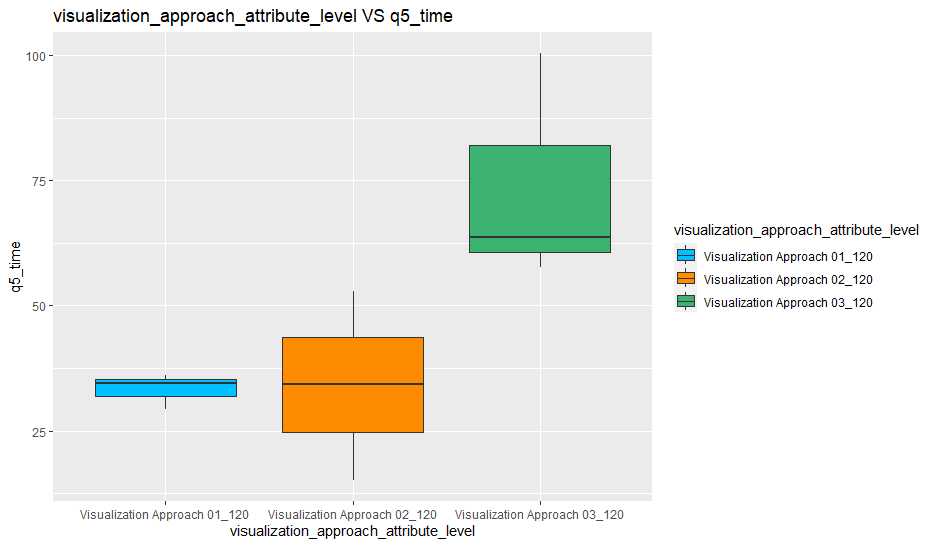 visualization_approach_attribute_level VS q5_time
100
75
50
25
q5_time
Visualization Approach 01_120 Visualization Approach 02_120 Visualization Approach 03_120
visualization_approach_attribute_level
visualization_approach_attribute_level
Visualization Approach 01_120
Visualization Approach 02_120
Visualization Approach 03_120